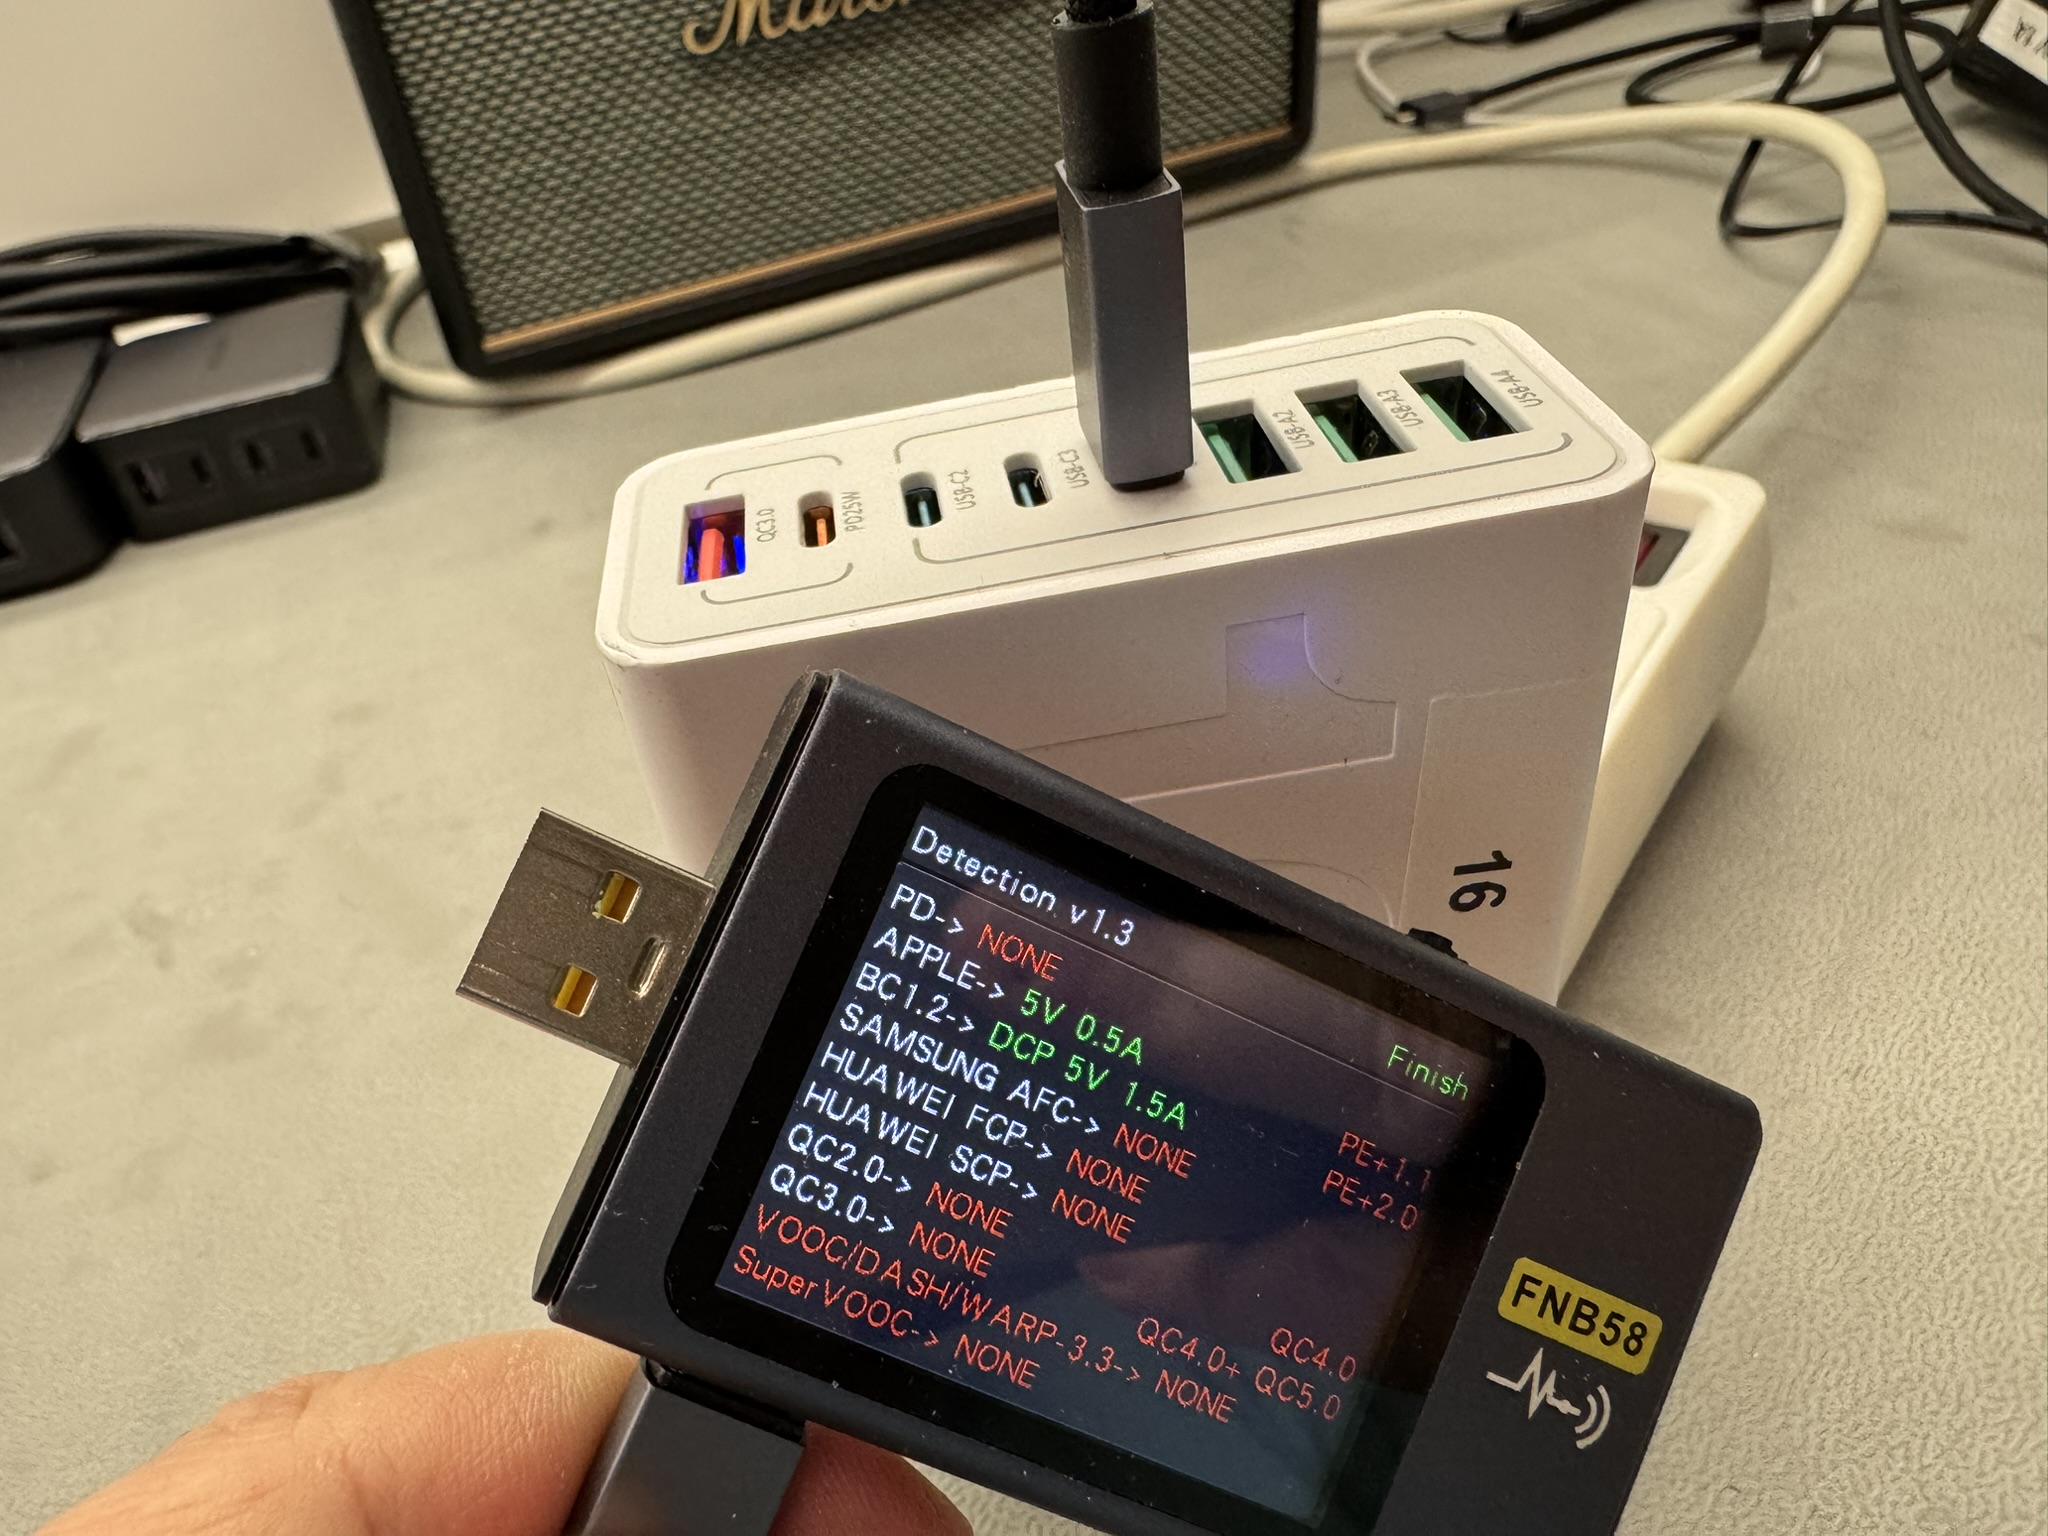 QC3.0
PD25W
USB-C2
USB-C3
USB-A2
USB-A3
USB-A4
16
Detection v1.3
Finish
PD-> NONE
APPLE-> 5V 0.5A
BC1.2-> DCP 5V 1.5A
SAMSUNG AFC-> NONE PE+1.1
HUAWEI FCP-> NONE PE+2.0
HUAWEI SCP-> NONE
QC2.0-> NONE
QC3.0-> NONE QC4.0+ QC4.0
VOOC/DASH/WARP-3.3-> NONE QC5.0
SuperVOOC-> NONE
FNB58